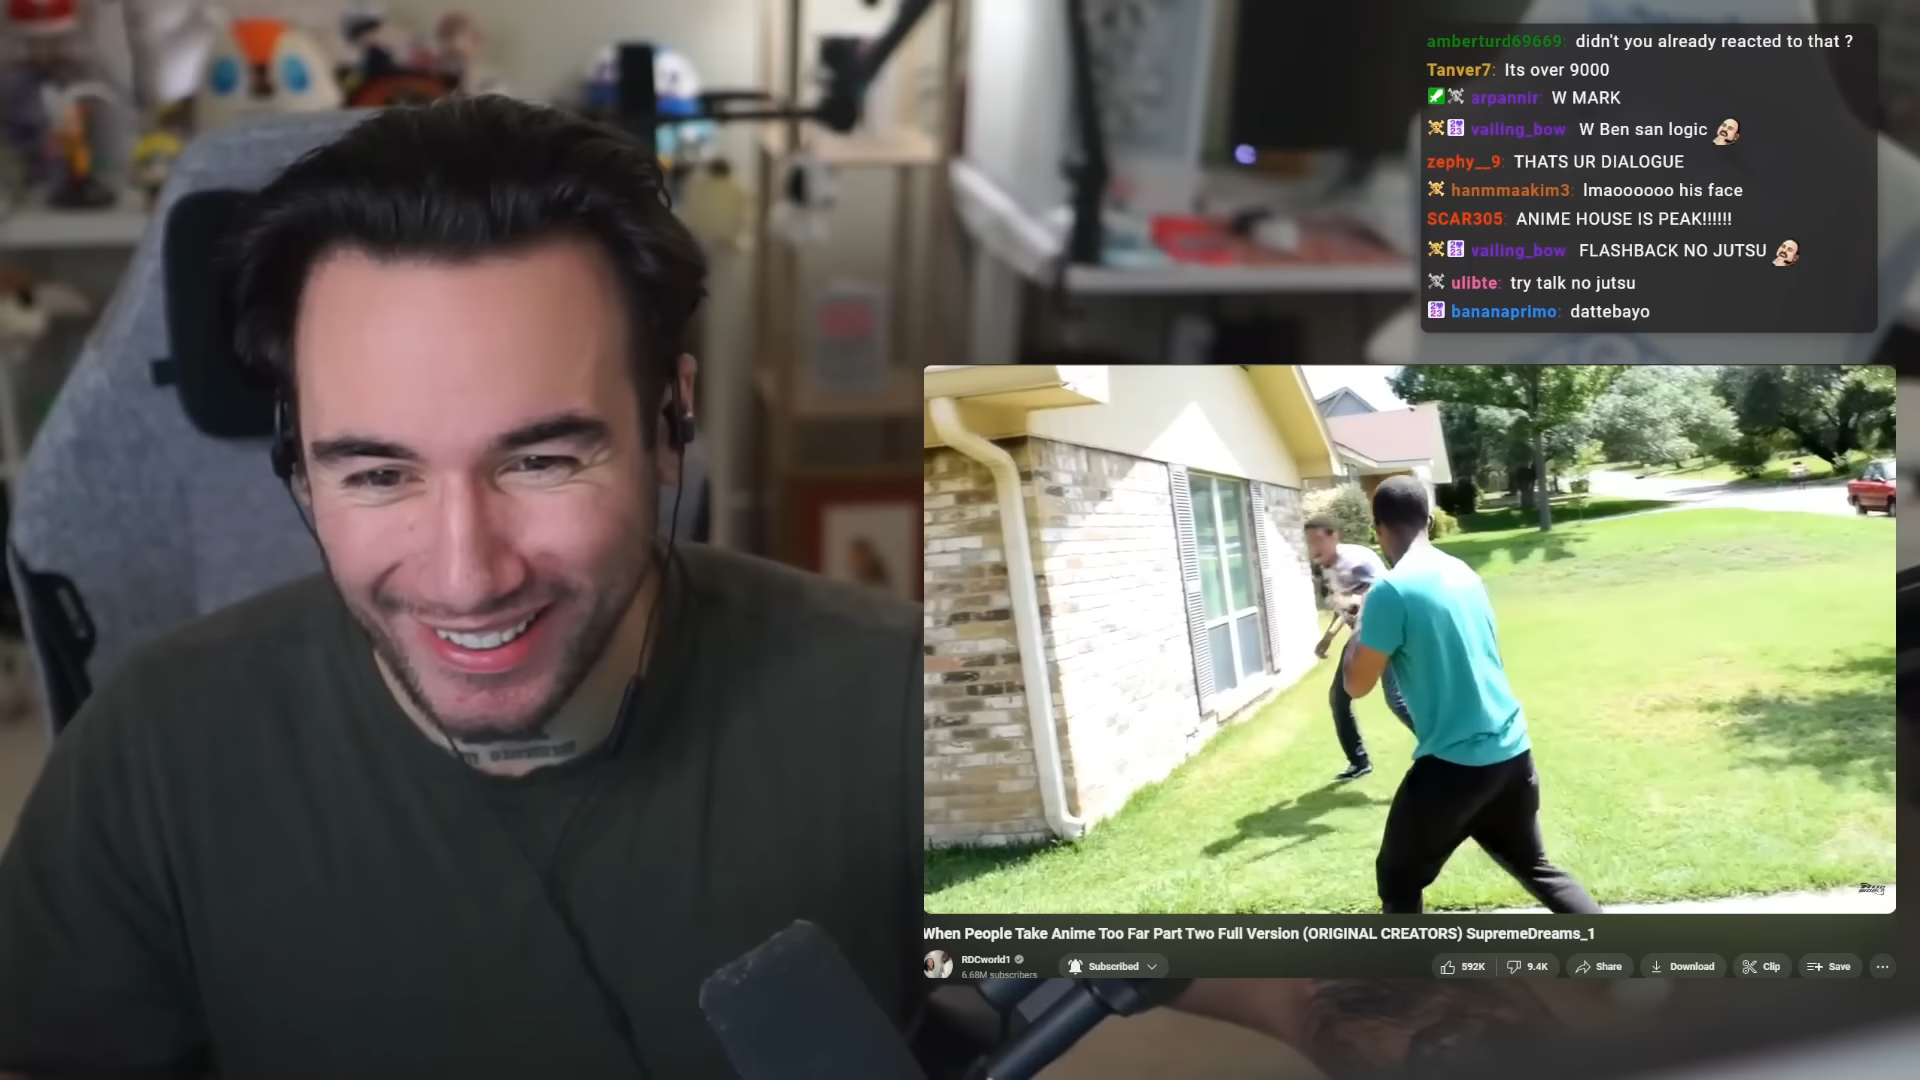 amberturd69669: didn't you already reacted to that ?
Tanver7: Its over 9000
arpannir: W MARK
vailing_bow W Ben san logic
zephy__9: THATS UR DIALOGUE
hanmmaakim3: lmaoooooo his face
SCAR305: ANIME HOUSE IS PEAK!!!!!!
vailing_bow FLASHBACK NO JUTSU
ulibte: try talk no jutsu
bananaprimo: dattebayo
When People Take Anime Too Far Part Two Full Version (ORIGINAL CREATORS) SupremeDreams_1
RDCworld1
6.68M subscribers
Subscribed
592K
9.4K
Share
Download
Clip
Save